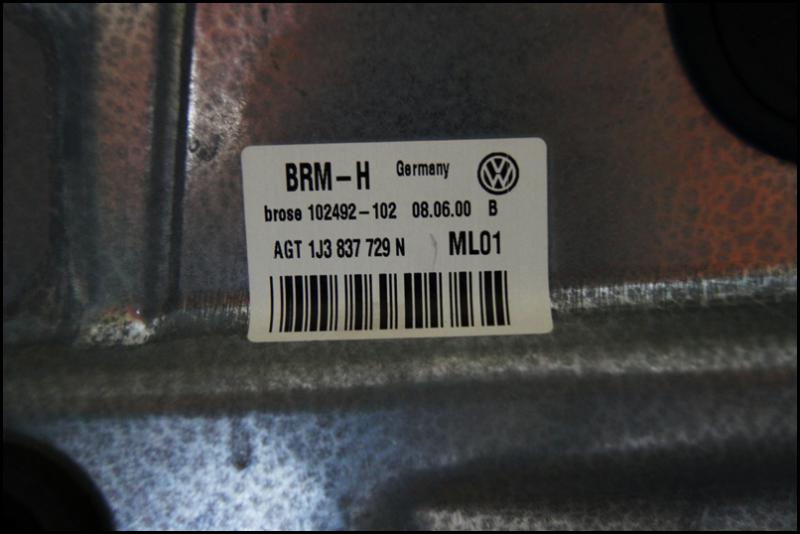 BRM-H Germany
brose 102492-102 08.06.00 B
AGT 1J3 837 729 N ML01